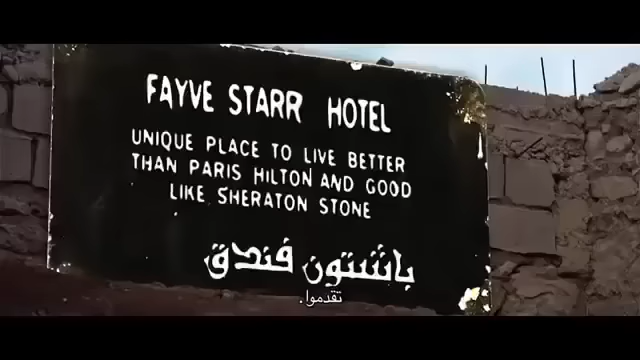 FAYVE STARR HOTEL
UNIQUE PLACE TO LIVE BETTER
THAN PARIS HILTON AND GOOD
LIKE SHERATON STONE
باشتون فندق
تقدموا.